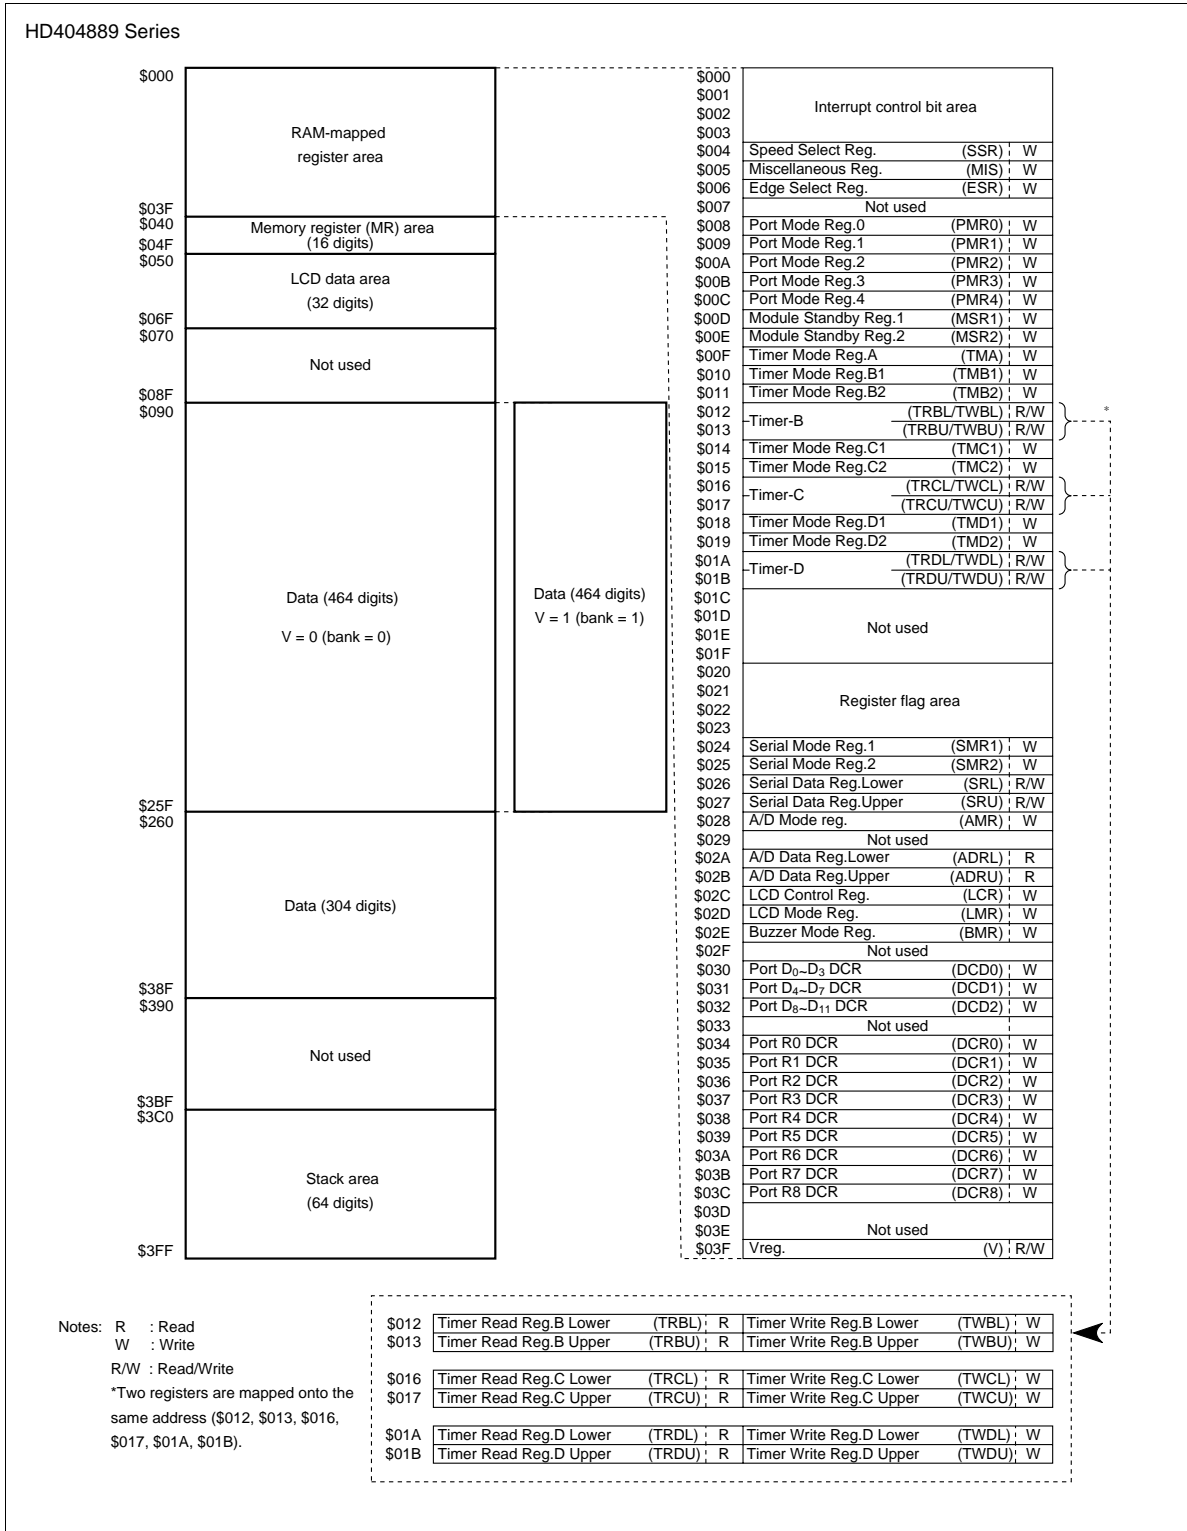 HD404889 Series
$000
RAM-mapped
register area
$03F
$040
Memory register (MR) area
(16 digits)
$04F
$050
LCD data area
(32 digits)
$06F
$070
Not used
$08F
$090
Data (464 digits)
V = 0 (bank = 0)
Data (464 digits)
V = 1 (bank = 1)
$25F
$260
Data (304 digits)
$38F
$390
Not used
$3BF
$3C0
Stack area
(64 digits)
$3FF
$000
$001
Interrupt control bit area
$002
$003
$004 Speed Select Reg. (SSR) W
$005 Miscellaneous Reg. (MIS) W
$006 Edge Select Reg. (ESR) W
$007 Not used
$008 Port Mode Reg.0 (PMR0) W
$009 Port Mode Reg.1 (PMR1) W
$00A Port Mode Reg.2 (PMR2) W
$00B Port Mode Reg.3 (PMR3) W
$00C Port Mode Reg.4 (PMR4) W
$00D Module Standby Reg.1 (MSR1) W
$00E Module Standby Reg.2 (MSR2) W
$00F Timer Mode Reg.A (TMA) W
$010 Timer Mode Reg.B1 (TMB1) W
$011 Timer Mode Reg.B2 (TMB2) W
$012 (TRBL/TWBL) R/W *
Timer-B
$013 (TRBU/TWBU) R/W
$014 Timer Mode Reg.C1 (TMC1) W
$015 Timer Mode Reg.C2 (TMC2) W
$016 (TRCL/TWCL) R/W
Timer-C
$017 (TRCU/TWCU) R/W
$018 Timer Mode Reg.D1 (TMD1) W
$019 Timer Mode Reg.D2 (TMD2) W
$01A (TRDL/TWDL) R/W
Timer-D
$01B (TRDU/TWDU) R/W
$01C
$01D
Not used
$01E
$01F
$020
$021
Register flag area
$022
$023
$024 Serial Mode Reg.1 (SMR1) W
$025 Serial Mode Reg.2 (SMR2) W
$026 Serial Data Reg.Lower (SRL) R/W
$027 Serial Data Reg.Upper (SRU) R/W
$028 A/D Mode reg. (AMR) W
$029 Not used
$02A A/D Data Reg.Lower (ADRL) R
$02B A/D Data Reg.Upper (ADRU) R
$02C LCD Control Reg. (LCR) W
$02D LCD Mode Reg. (LMR) W
$02E Buzzer Mode Reg. (BMR) W
$02F Not used
$030 Port D0~D3 DCR (DCD0) W
$031 Port D4~D7 DCR (DCD1) W
$032 Port D8~D11 DCR (DCD2) W
$033 Not used
$034 Port R0 DCR (DCR0) W
$035 Port R1 DCR (DCR1) W
$036 Port R2 DCR (DCR2) W
$037 Port R3 DCR (DCR3) W
$038 Port R4 DCR (DCR4) W
$039 Port R5 DCR (DCR5) W
$03A Port R6 DCR (DCR6) W
$03B Port R7 DCR (DCR7) W
$03C Port R8 DCR (DCR8) W
$03D
$03E Not used
$03F Vreg. (V) R/W
Notes: R : Read
W : Write
R/W : Read/Write
*Two registers are mapped onto the
same address ($012, $013, $016,
$017, $01A, $01B).
$012 Timer Read Reg.B Lower (TRBL) R Timer Write Reg.B Lower (TWBL) W
$013 Timer Read Reg.B Upper (TRBU) R Timer Write Reg.B Upper (TWBU) W
$016 Timer Read Reg.C Lower (TRCL) R Timer Write Reg.C Lower (TWCL) W
$017 Timer Read Reg.C Upper (TRCU) R Timer Write Reg.C Upper (TWCU) W
$01A Timer Read Reg.D Lower (TRDL) R Timer Write Reg.D Lower (TWDL) W
$01B Timer Read Reg.D Upper (TRDU) R Timer Write Reg.D Upper (TWDU) W